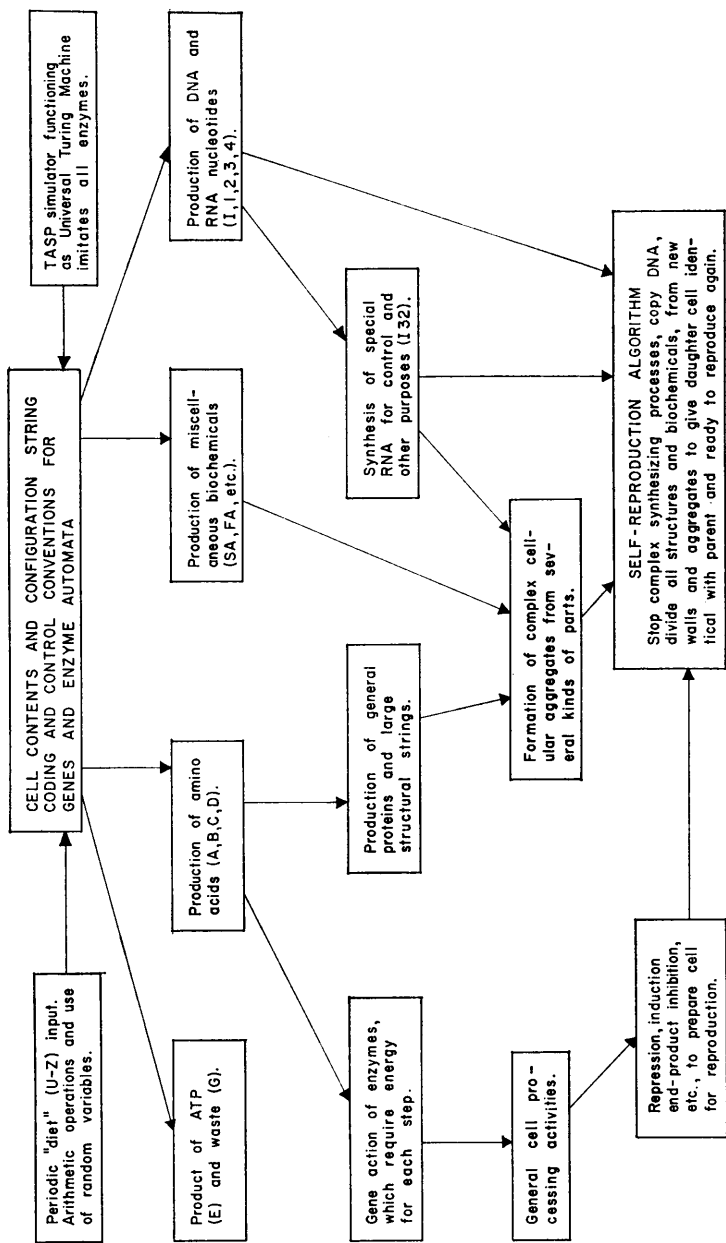 Periodic "diet" (U-Z) input.
Arithmetic operations and use
of random variables.
CELL CONTENTS AND CONFIGURATION STRING
CODING AND CONTROL CONVENTIONS FOR
GENES AND ENZYME AUTOMATA
TASP simulator functioning
as Universal Turing Machine
imitates all enzymes.
Product of ATP
(E) and waste (G).
Production of amino
acids (A,B,C,D).
Production of miscell-
aneous biochemicals
(SA, FA, etc.).
Production of DNA and
RNA nucleotides
(I,1,2,3,4).
Gene action of enzymes,
which require energy
for each step.
Production of general
proteins and large
structural strings.
Synthesis of special
RNA for control and
other purposes (I32).
General cell pro-
cessing activities.
Formation of complex cell-
ular aggregates from sev-
eral kinds of parts.
Repression, induction
end-product inhibition,
etc., to prepare cell
for reproduction.
SELF-REPRODUCTION ALGORITHM
Stop complex synthesizing processes, copy DNA,
divide all structures and biochemicals, from new
walls and aggregates to give daughter cell iden-
tical with parent and ready to reproduce again.